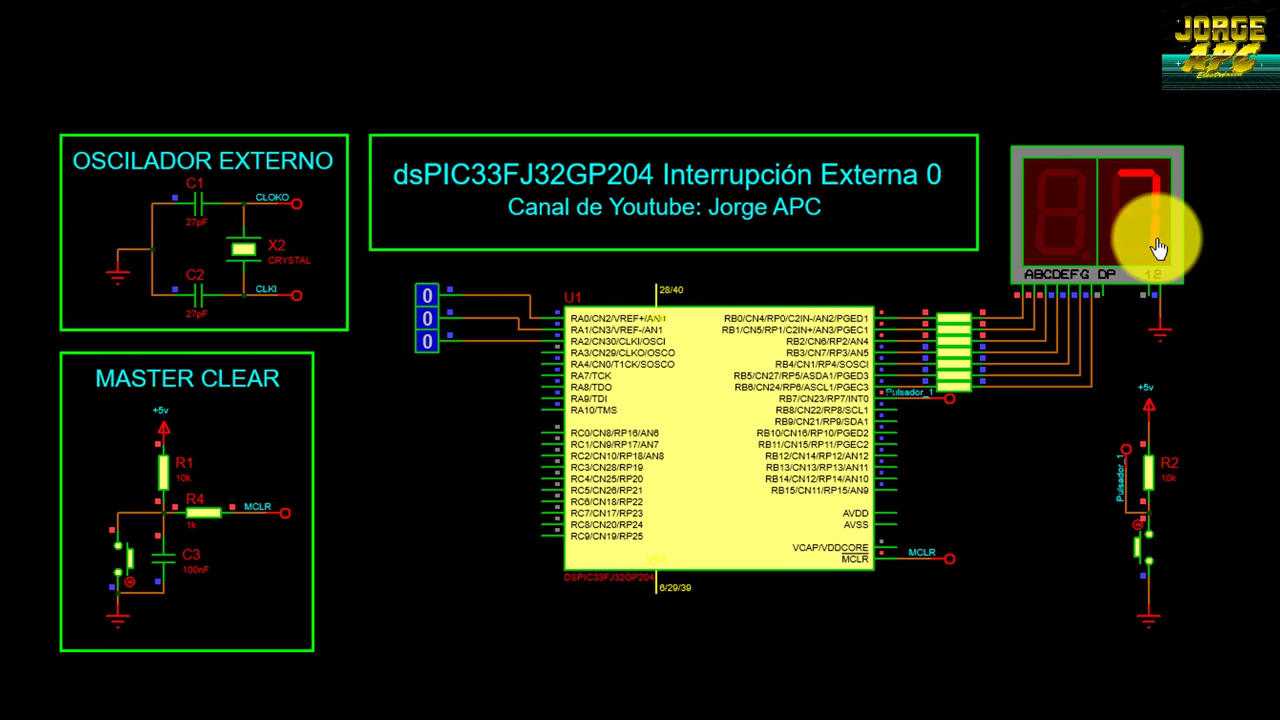 JORGE
APC
Electrónica
OSCILADOR EXTERNO
C1
27pF
CLOKO
X2
CRYSTAL
C2
27pF
CLKI
dsPIC33FJ32GP204 Interrupción Externa 0
Canal de Youtube: Jorge APC
ABCDEFG DP
12
0
0
0
U1
28/40
RA0/CN2/VREF+/AN0
RA1/CN3/VREF-/AN1
RA2/CN30/CLKI/OSCI
RA3/CN29/CLKO/OSCO
RA4/CN0/T1CK/SOSCO
RA7/TCK
RA8/TDO
RA9/TDI
RA10/TMS
RC0/CN8/RP16/AN6
RC1/CN9/RP17/AN7
RC2/CN10/RP18/AN8
RC3/CN28/RP19
RC4/CN25/RP20
RC5/CN26/RP21
RC6/CN18/RP22
RC7/CN17/RP23
RC8/CN20/RP24
RC9/CN19/RP25
RB0/CN4/RP0/C2IN-/AN2/PGED1
RB1/CN5/RP1/C2IN+/AN3/PGEC1
RB2/CN6/RP2/AN4
RB3/CN7/RP3/AN5
RB4/CN1/RP4/SOSCI
RB5/CN27/RP5/ASDA1/PGED3
RB6/CN24/RP6/ASCL1/PGEC3
RB7/CN23/RP7/INT0
RB8/CN22/RP8/SCL1
RB9/CN21/RP9/SDA1
RB10/CN16/RP10/PGED2
RB11/CN15/RP11/PGEC2
RB12/CN14/RP12/AN12
RB13/CN13/RP13/AN11
RB14/CN12/RP14/AN10
RB15/CN11/RP15/AN9
AVDD
AVSS
VCAP/VDDCORE
MCLR
DSPIC33FJ32GP204
6/29/39
Pulsador_1
MCLR
MASTER CLEAR
+5v
R1
10k
R4
1k
MCLR
C3
100nF
+5v
Pulsador_1
R2
10k